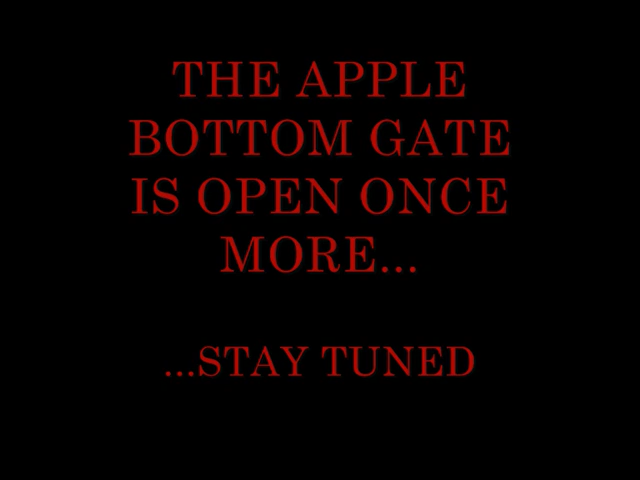 THE APPLE
BOTTOM GATE
IS OPEN ONCE
MORE...
...STAY TUNED